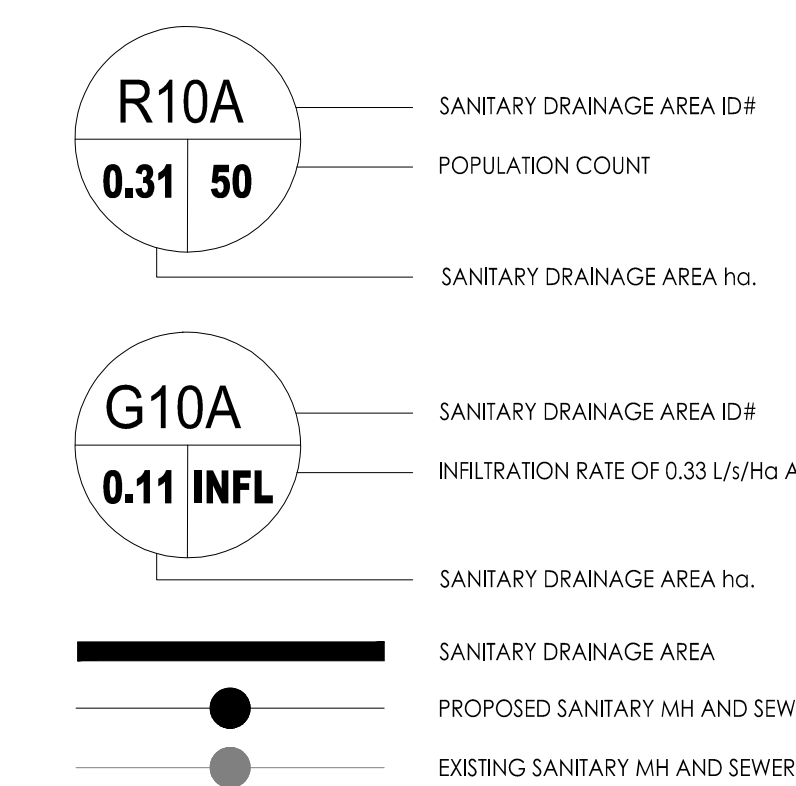 R10A
SANITARY DRAINAGE AREA ID#
0.31 50
POPULATION COUNT
SANITARY DRAINAGE AREA ha.
G10A
SANITARY DRAINAGE AREA ID#
0.11 INFL
INFILTRATION RATE OF 0.33 L/s/Ha A
SANITARY DRAINAGE AREA ha.
SANITARY DRAINAGE AREA
PROPOSED SANITARY MH AND SEW
EXISTING SANITARY MH AND SEWER